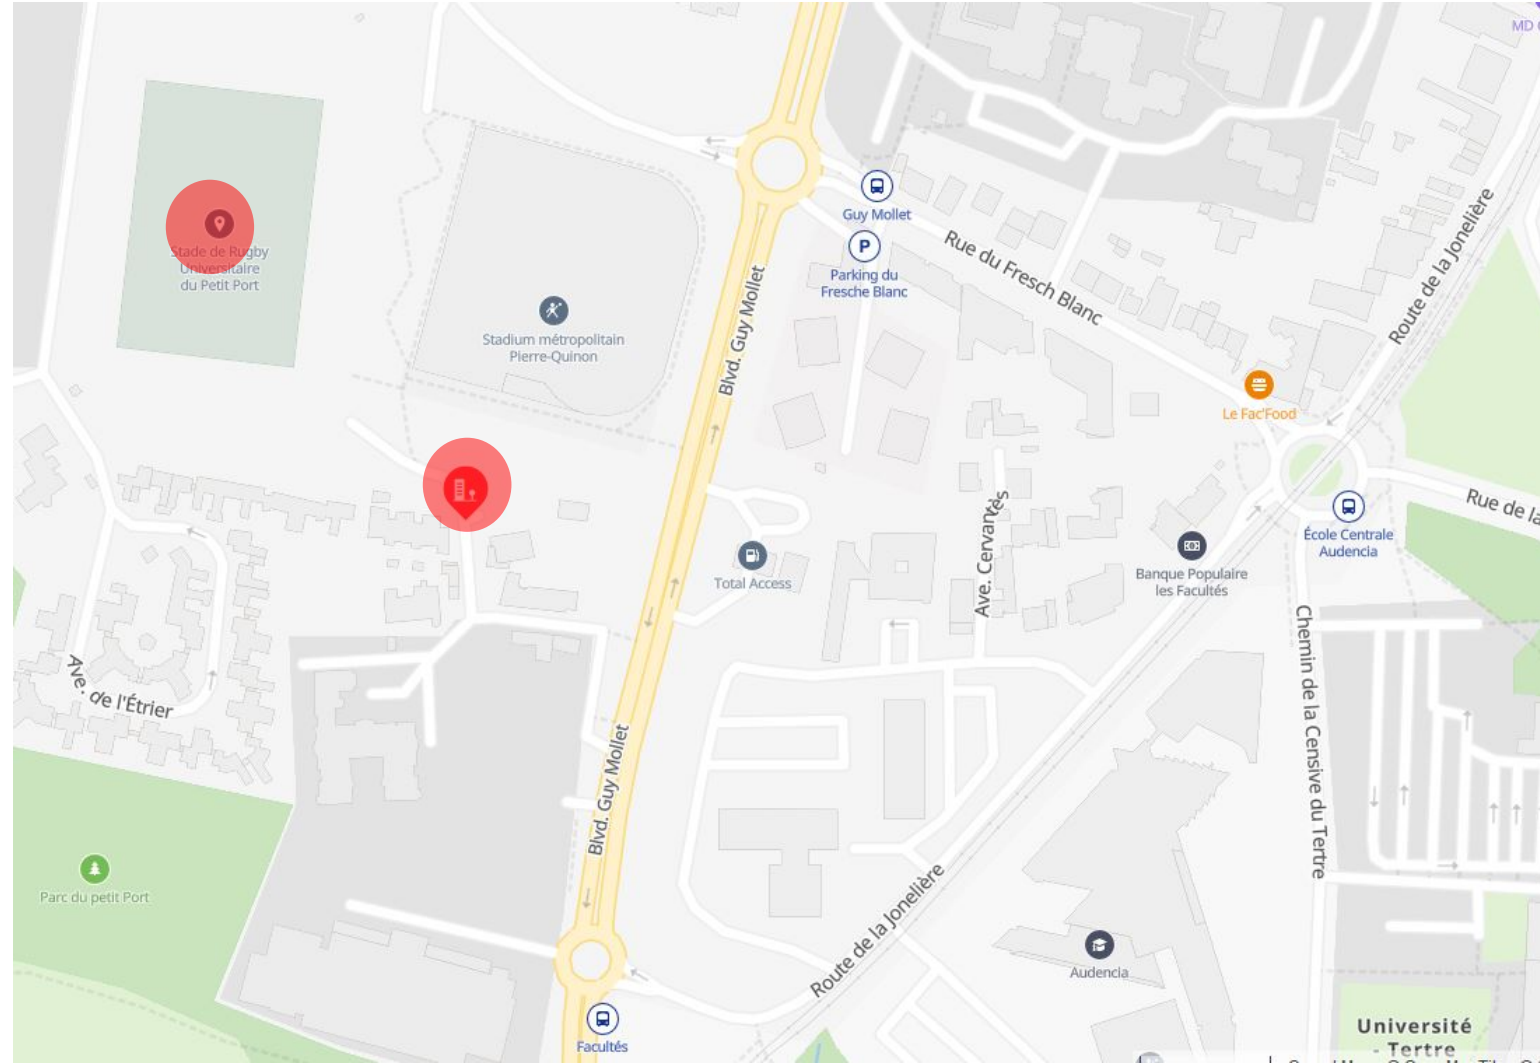 MD
Guy Mollet
P
Parking du
Fresche Blanc
Rue du Fresch Blanc
Route de la Jonelière
Stade de Rugby
Universitaire
du Petit Port
Stadium métropolitain
Pierre-Quinon
Blvd. Guy Mollet
Le Fac'Food
Rue de la
École Centrale
Audencia
Ave. Cervantès
Banque Populaire
les Facultés
Total Access
Chemin de la Censive du Tertre
Ave. de l'Étrier
Blvd. Guy Mollet
Parc du petit Port
Route de la Jonelière
Audencia
Facultés
Université
- Tertre